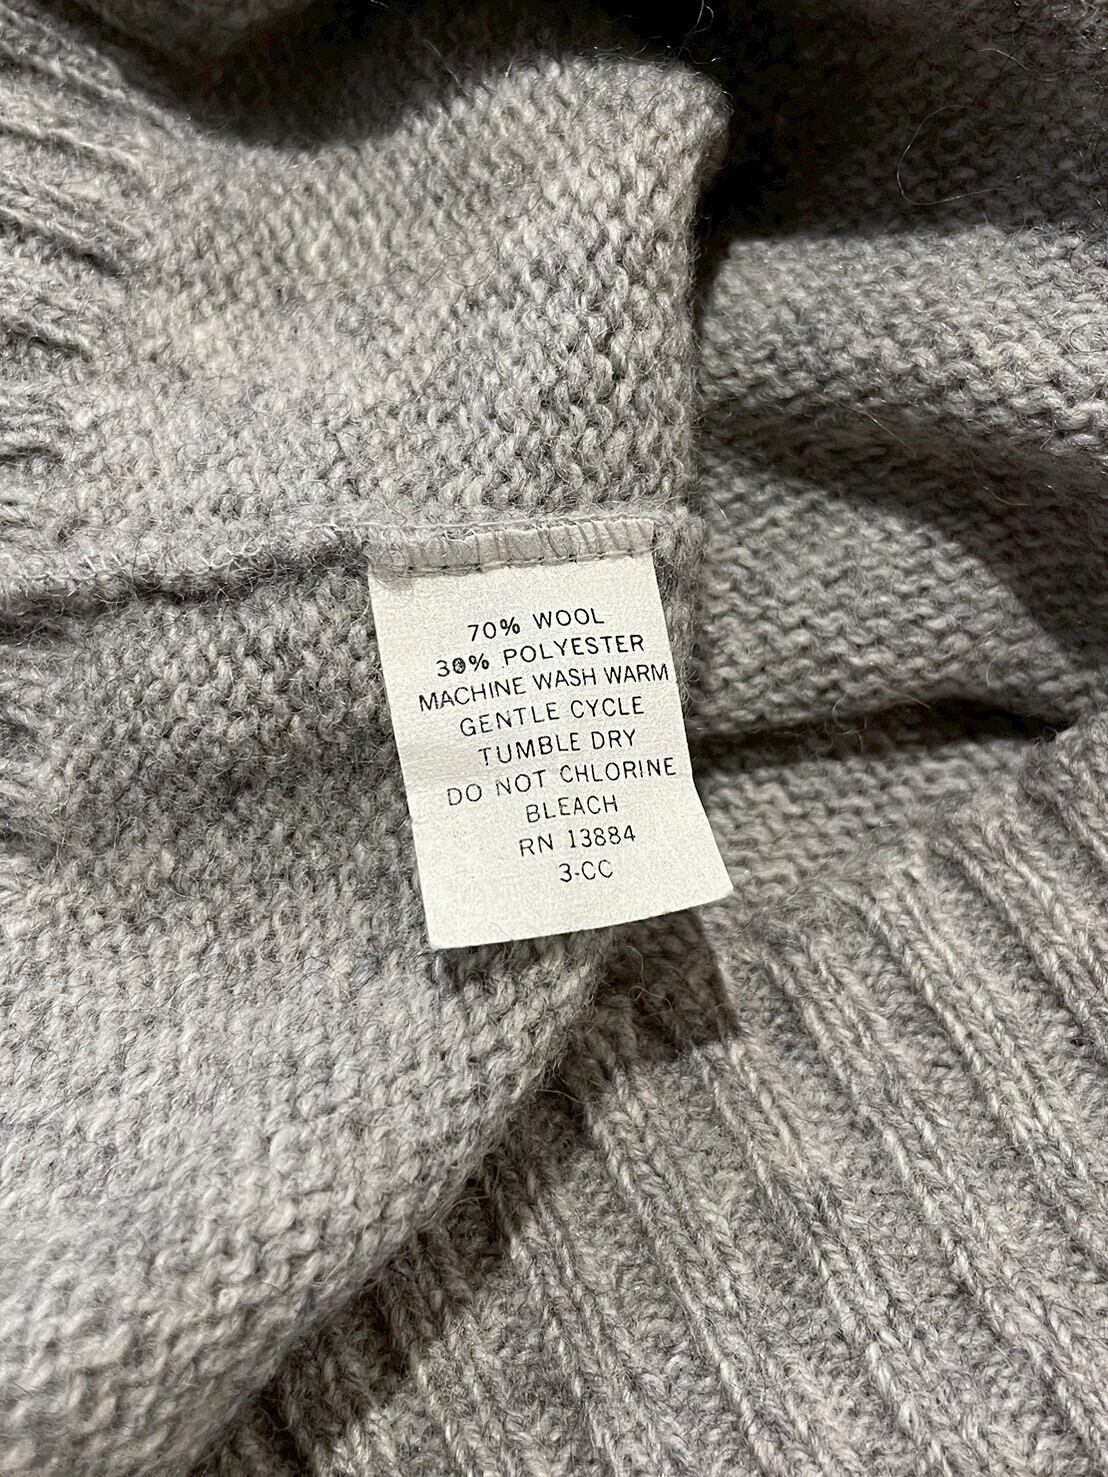 70% WOOL
30% POLYESTER
MACHINE WASH WARM
GENTLE CYCLE
TUMBLE DRY
DO NOT CHLORINE
BLEACH
RN 13884
3-CC